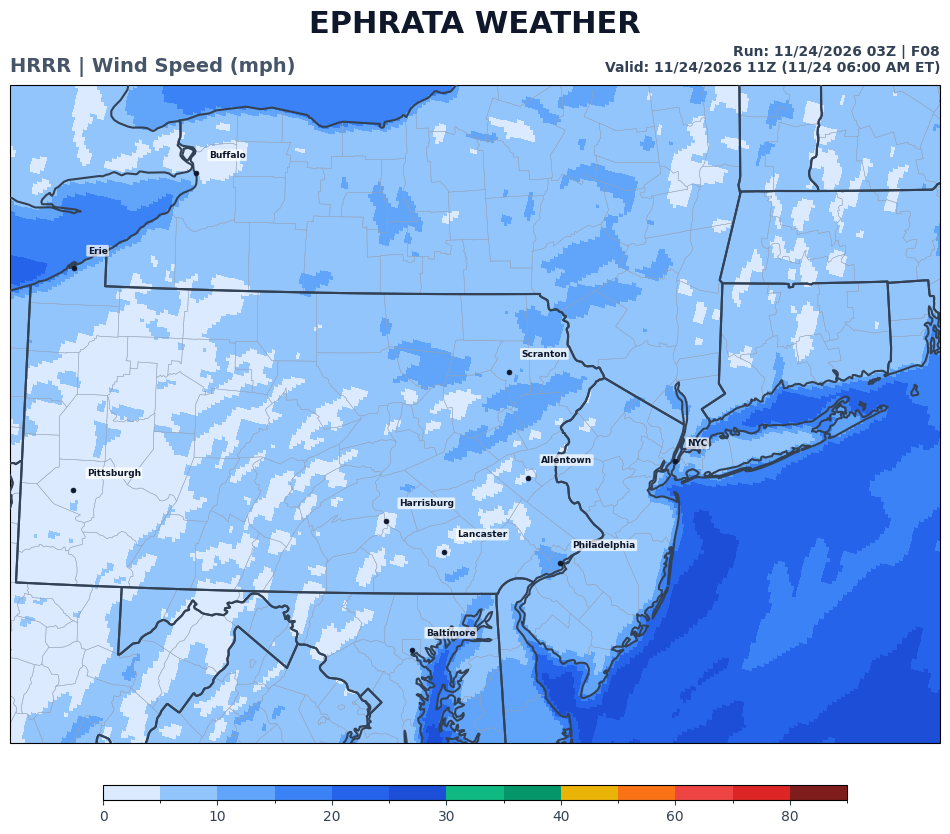 EPHRATA WEATHER
HRRR | Wind Speed (mph)
Run: 11/24/2026 03Z | F08
Valid: 11/24/2026 11Z (11/24 06:00 AM ET)
Buffalo
Erie
Scranton
NYC
Allentown
Pittsburgh
Harrisburg
Lancaster
Philadelphia
Baltimore
0 10 20 30 40 50 60 70 80